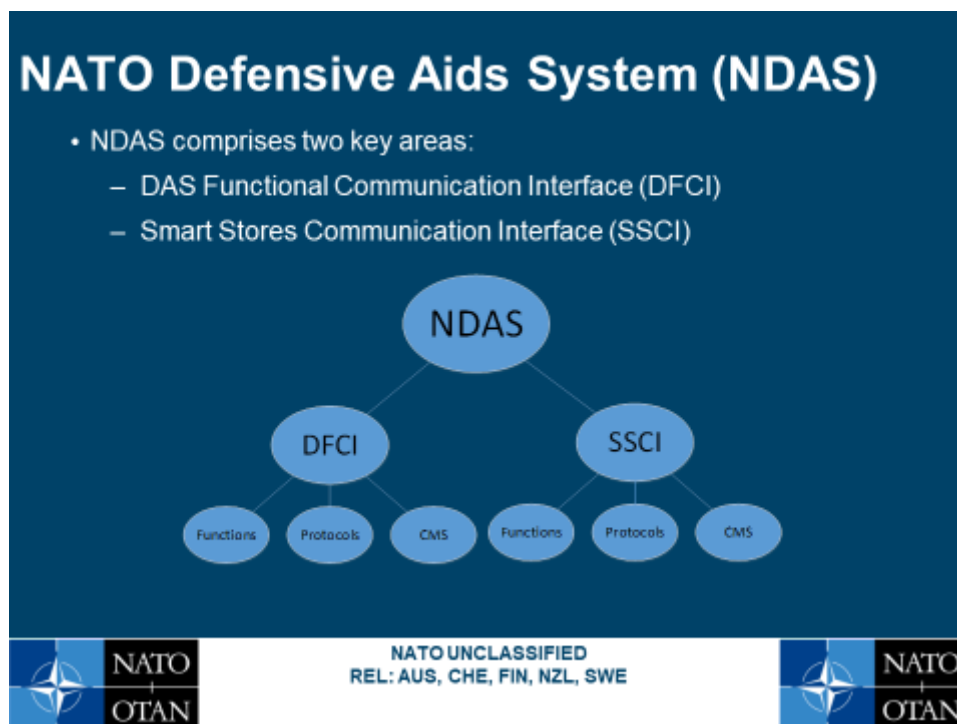 NATO Defensive Aids System (NDAS)
• NDAS comprises two key areas:
– DAS Functional Communication Interface (DFCI)
– Smart Stores Communication Interface (SSCI)
NDAS
DFCI
SSCI
Functions
Protocols
CMS
Functions
Protocols
CMS
NATO
OTAN
NATO UNCLASSIFIED
REL: AUS, CHE, FIN, NZL, SWE
NATO
OTAN